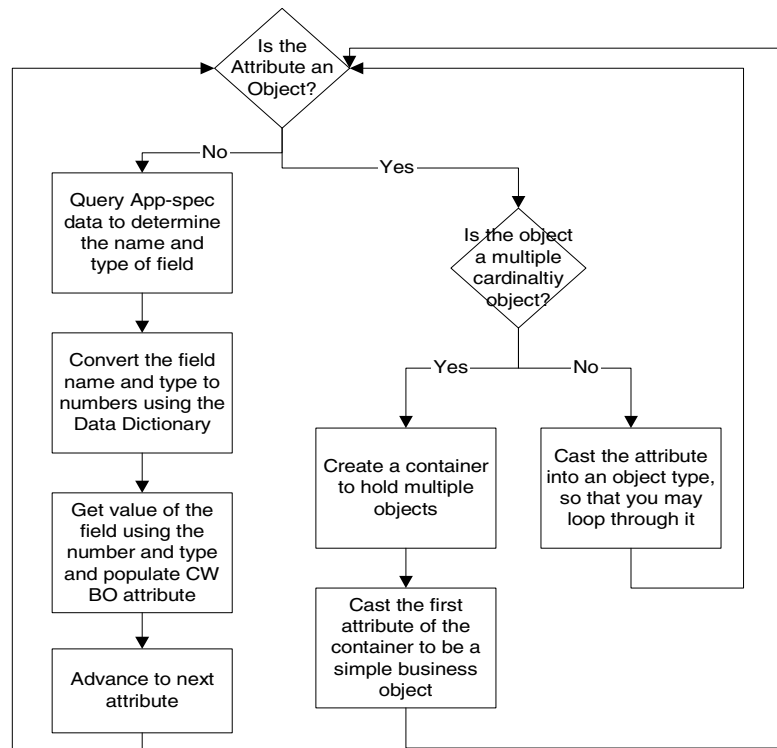 Is the
Attribute an
Object?
No
Yes
Query App-spec
data to determine
the name and
type of field
Is the object
a multiple
cardinaltiy
object?
Convert the field
name and type to
numbers using the
Data Dictionary
Yes
No
Create a container
to hold multiple
objects
Cast the attribute
into an object type,
so that you may
loop through it
Get value of the
field using the
number and type
and populate CW
BO attribute
Cast the first
attribute of the
container to be a
simple business
object
Advance to next
attribute